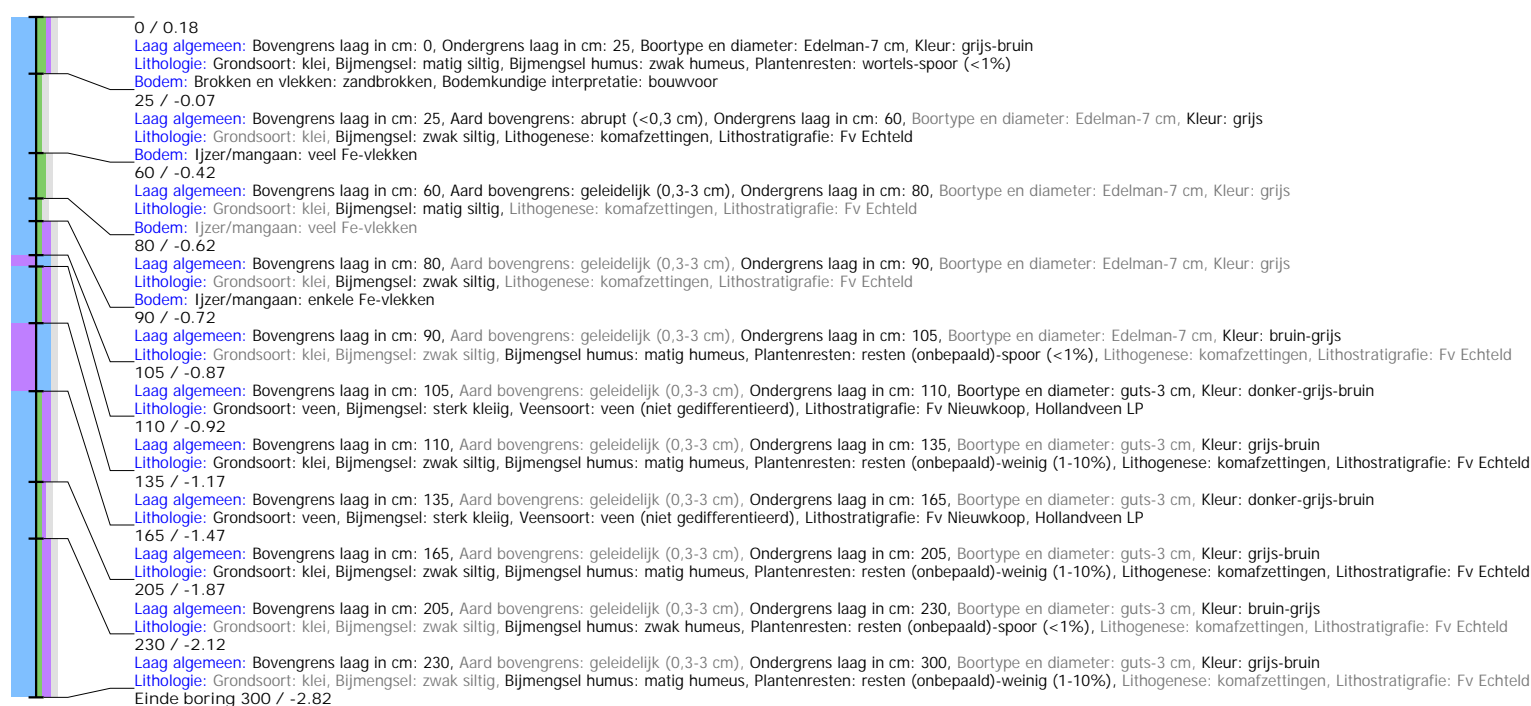 0 / 0.18
Laag algemeen: Bovengrens laag in cm: 0, Ondergrens laag in cm: 25, Boortype en diameter: Edelman-7 cm, Kleur: grijs-bruin
Lithologie: Grondsoort: klei, Bijmengsel: matig siltig, Bijmengsel humus: zwak humeus, Plantenresten: wortels-spoor (<1%)
Bodem: Brokken en vlekken: zandbrokken, Bodemkundige interpretatie: bouwvoor
25 / -0.07
Laag algemeen: Bovengrens laag in cm: 25, Aard bovengrens: abrupt (<0,3 cm), Ondergrens laag in cm: 60, Boortype en diameter: Edelman-7 cm, Kleur: grijs
Lithologie: Grondsoort: klei, Bijmengsel: zwak siltig, Lithogenese: komafzettingen, Lithostratigrafie: Fv Echteld
Bodem: Ijzer/mangaan: veel Fe-vlekken
60 / -0.42
Laag algemeen: Bovengrens laag in cm: 60, Aard bovengrens: geleidelijk (0,3-3 cm), Ondergrens laag in cm: 80, Boortype en diameter: Edelman-7 cm, Kleur: grijs
Lithologie: Grondsoort: klei, Bijmengsel: matig siltig, Lithogenese: komafzettingen, Lithostratigrafie: Fv Echteld
Bodem: Ijzer/mangaan: veel Fe-vlekken
80 / -0.62
Laag algemeen: Bovengrens laag in cm: 80, Aard bovengrens: geleidelijk (0,3-3 cm), Ondergrens laag in cm: 90, Boortype en diameter: Edelman-7 cm, Kleur: grijs
Lithologie: Grondsoort: klei, Bijmengsel: zwak siltig, Lithogenese: komafzettingen, Lithostratigrafie: Fv Echteld
Bodem: Ijzer/mangaan: enkele Fe-vlekken
90 / -0.72
Laag algemeen: Bovengrens laag in cm: 90, Aard bovengrens: geleidelijk (0,3-3 cm), Ondergrens laag in cm: 105, Boortype en diameter: Edelman-7 cm, Kleur: bruin-grijs
Lithologie: Grondsoort: klei, Bijmengsel: zwak siltig, Bijmengsel humus: matig humeus, Plantenresten: resten (onbepaald)-spoor (<1%), Lithogenese: komafzettingen, Lithostratigrafie: Fv Echteld
105 / -0.87
Laag algemeen: Bovengrens laag in cm: 105, Aard bovengrens: geleidelijk (0,3-3 cm), Ondergrens laag in cm: 110, Boortype en diameter: guts-3 cm, Kleur: donker-grijs-bruin
Lithologie: Grondsoort: veen, Bijmengsel: sterk kleiig, Veensoort: veen (niet gedifferentieerd), Lithostratigrafie: Fv Nieuwkoop, Hollandveen LP
110 / -0.92
Laag algemeen: Bovengrens laag in cm: 110, Aard bovengrens: geleidelijk (0,3-3 cm), Ondergrens laag in cm: 135, Boortype en diameter: guts-3 cm, Kleur: grijs-bruin
Lithologie: Grondsoort: klei, Bijmengsel: zwak siltig, Bijmengsel humus: matig humeus, Plantenresten: resten (onbepaald)-weinig (1-10%), Lithogenese: komafzettingen, Lithostratigrafie: Fv Echteld
135 / -1.17
Laag algemeen: Bovengrens laag in cm: 135, Aard bovengrens: geleidelijk (0,3-3 cm), Ondergrens laag in cm: 165, Boortype en diameter: guts-3 cm, Kleur: donker-grijs-bruin
Lithologie: Grondsoort: veen, Bijmengsel: sterk kleiig, Veensoort: veen (niet gedifferentieerd), Lithostratigrafie: Fv Nieuwkoop, Hollandveen LP
165 / -1.47
Laag algemeen: Bovengrens laag in cm: 165, Aard bovengrens: geleidelijk (0,3-3 cm), Ondergrens laag in cm: 205, Boortype en diameter: guts-3 cm, Kleur: grijs-bruin
Lithologie: Grondsoort: klei, Bijmengsel: zwak siltig, Bijmengsel humus: matig humeus, Plantenresten: resten (onbepaald)-weinig (1-10%), Lithogenese: komafzettingen, Lithostratigrafie: Fv Echteld
205 / -1.87
Laag algemeen: Bovengrens laag in cm: 205, Aard bovengrens: geleidelijk (0,3-3 cm), Ondergrens laag in cm: 230, Boortype en diameter: guts-3 cm, Kleur: bruin-grijs
Lithologie: Grondsoort: klei, Bijmengsel: zwak siltig, Bijmengsel humus: zwak humeus, Plantenresten: resten (onbepaald)-spoor (<1%), Lithogenese: komafzettingen, Lithostratigrafie: Fv Echteld
230 / -2.12
Laag algemeen: Bovengrens laag in cm: 230, Aard bovengrens: geleidelijk (0,3-3 cm), Ondergrens laag in cm: 300, Boortype en diameter: guts-3 cm, Kleur: grijs-bruin
Lithologie: Grondsoort: klei, Bijmengsel: zwak siltig, Bijmengsel humus: matig humeus, Plantenresten: resten (onbepaald)-weinig (1-10%), Lithogenese: komafzettingen, Lithostratigrafie: Fv Echteld
Einde boring 300 / -2.82